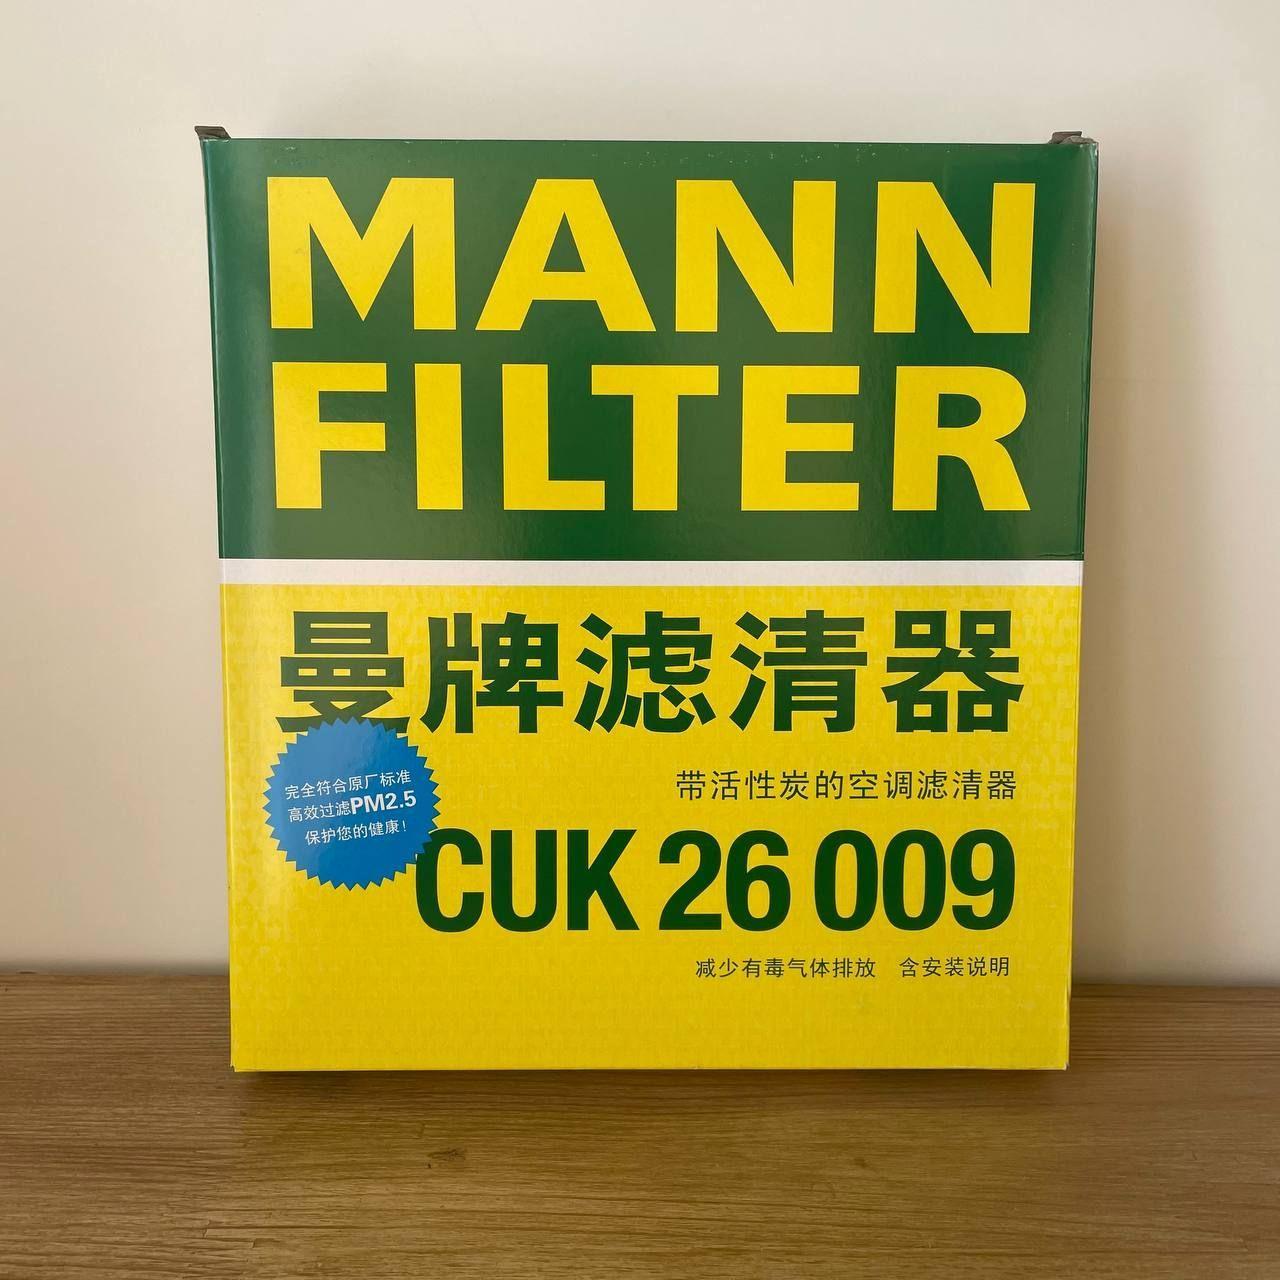 MANN
FILTER
曼牌滤清器
完全符合原厂标准
高效过滤PM2.5
保护您的健康！
带活性炭的空调滤清器
CUK 26 009
减少有毒气体排放 含安装说明